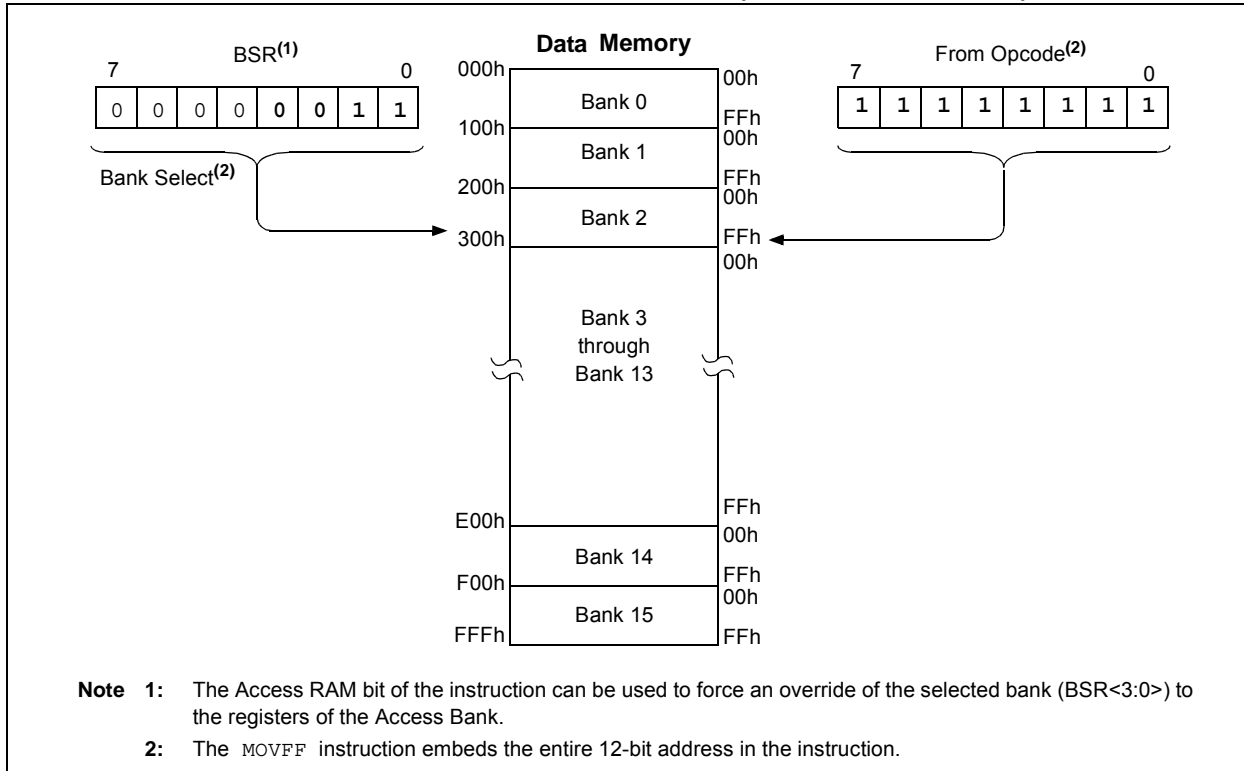 BSR(1)
7 0
0 0 0 0 0 0 1 1
Bank Select(2)
Data Memory
000h
100h
200h
300h
E00h
F00h
FFFh
Bank 0
Bank 1
Bank 2
Bank 3
through
Bank 13
Bank 14
Bank 15
00h
FFh
00h
FFh
00h
FFh
00h
FFh
00h
FFh
00h
FFh
From Opcode(2)
7 0
1 1 1 1 1 1 1 1
Note 1: The Access RAM bit of the instruction can be used to force an override of the selected bank (BSR<3:0>) to
the registers of the Access Bank.
2: The MOVFF instruction embeds the entire 12-bit address in the instruction.